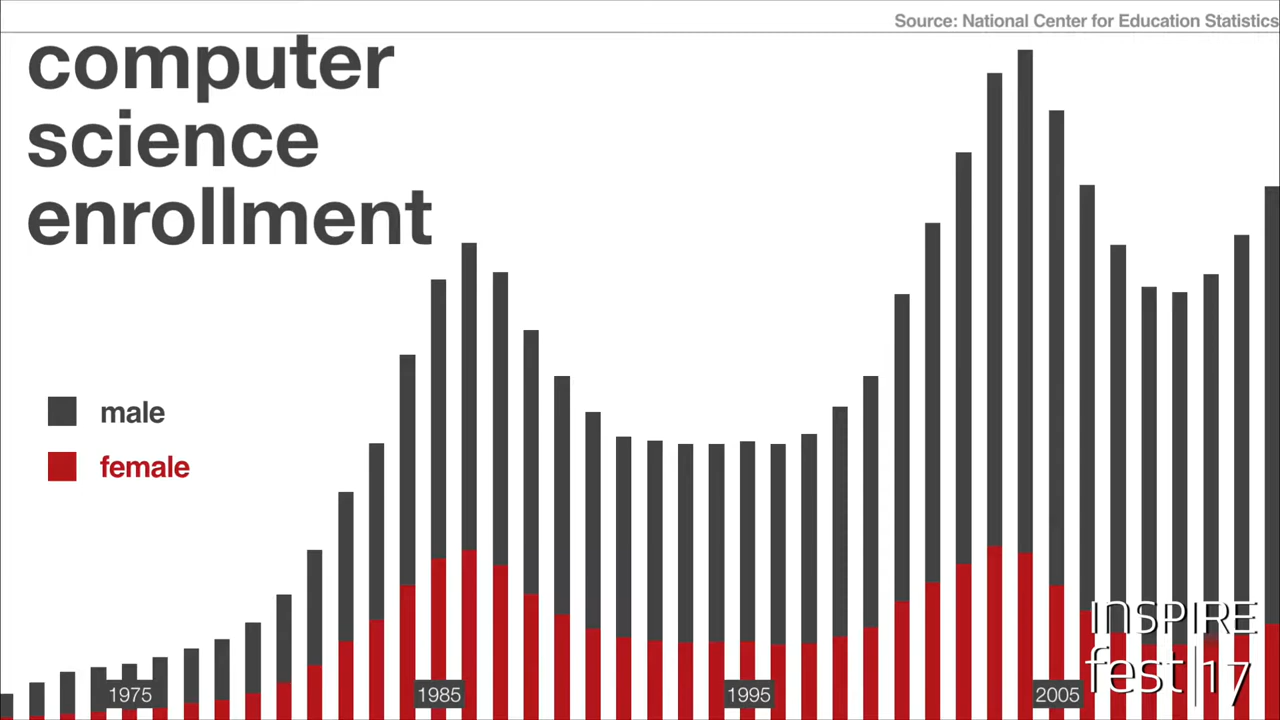 Source: National Center for Education Statistics
computer
science
enrollment
male
female
1975
1985
1995
2005
INSPIRE
fest 17